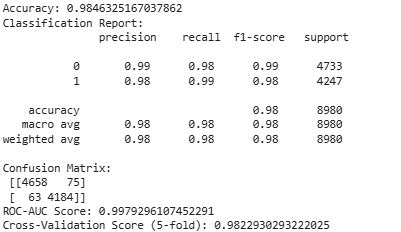 Accuracy: 0.9846325167037862
Classification Report:
precision recall f1-score support
0 0.99 0.98 0.99 4733
1 0.98 0.99 0.98 4247
accuracy 0.98 8980
macro avg 0.98 0.98 0.98 8980
weighted avg 0.98 0.98 0.98 8980
Confusion Matrix:
[[4658 75]
[ 63 4184]]
ROC-AUC Score: 0.9979296107452291
Cross-Validation Score (5-fold): 0.9822930293222025